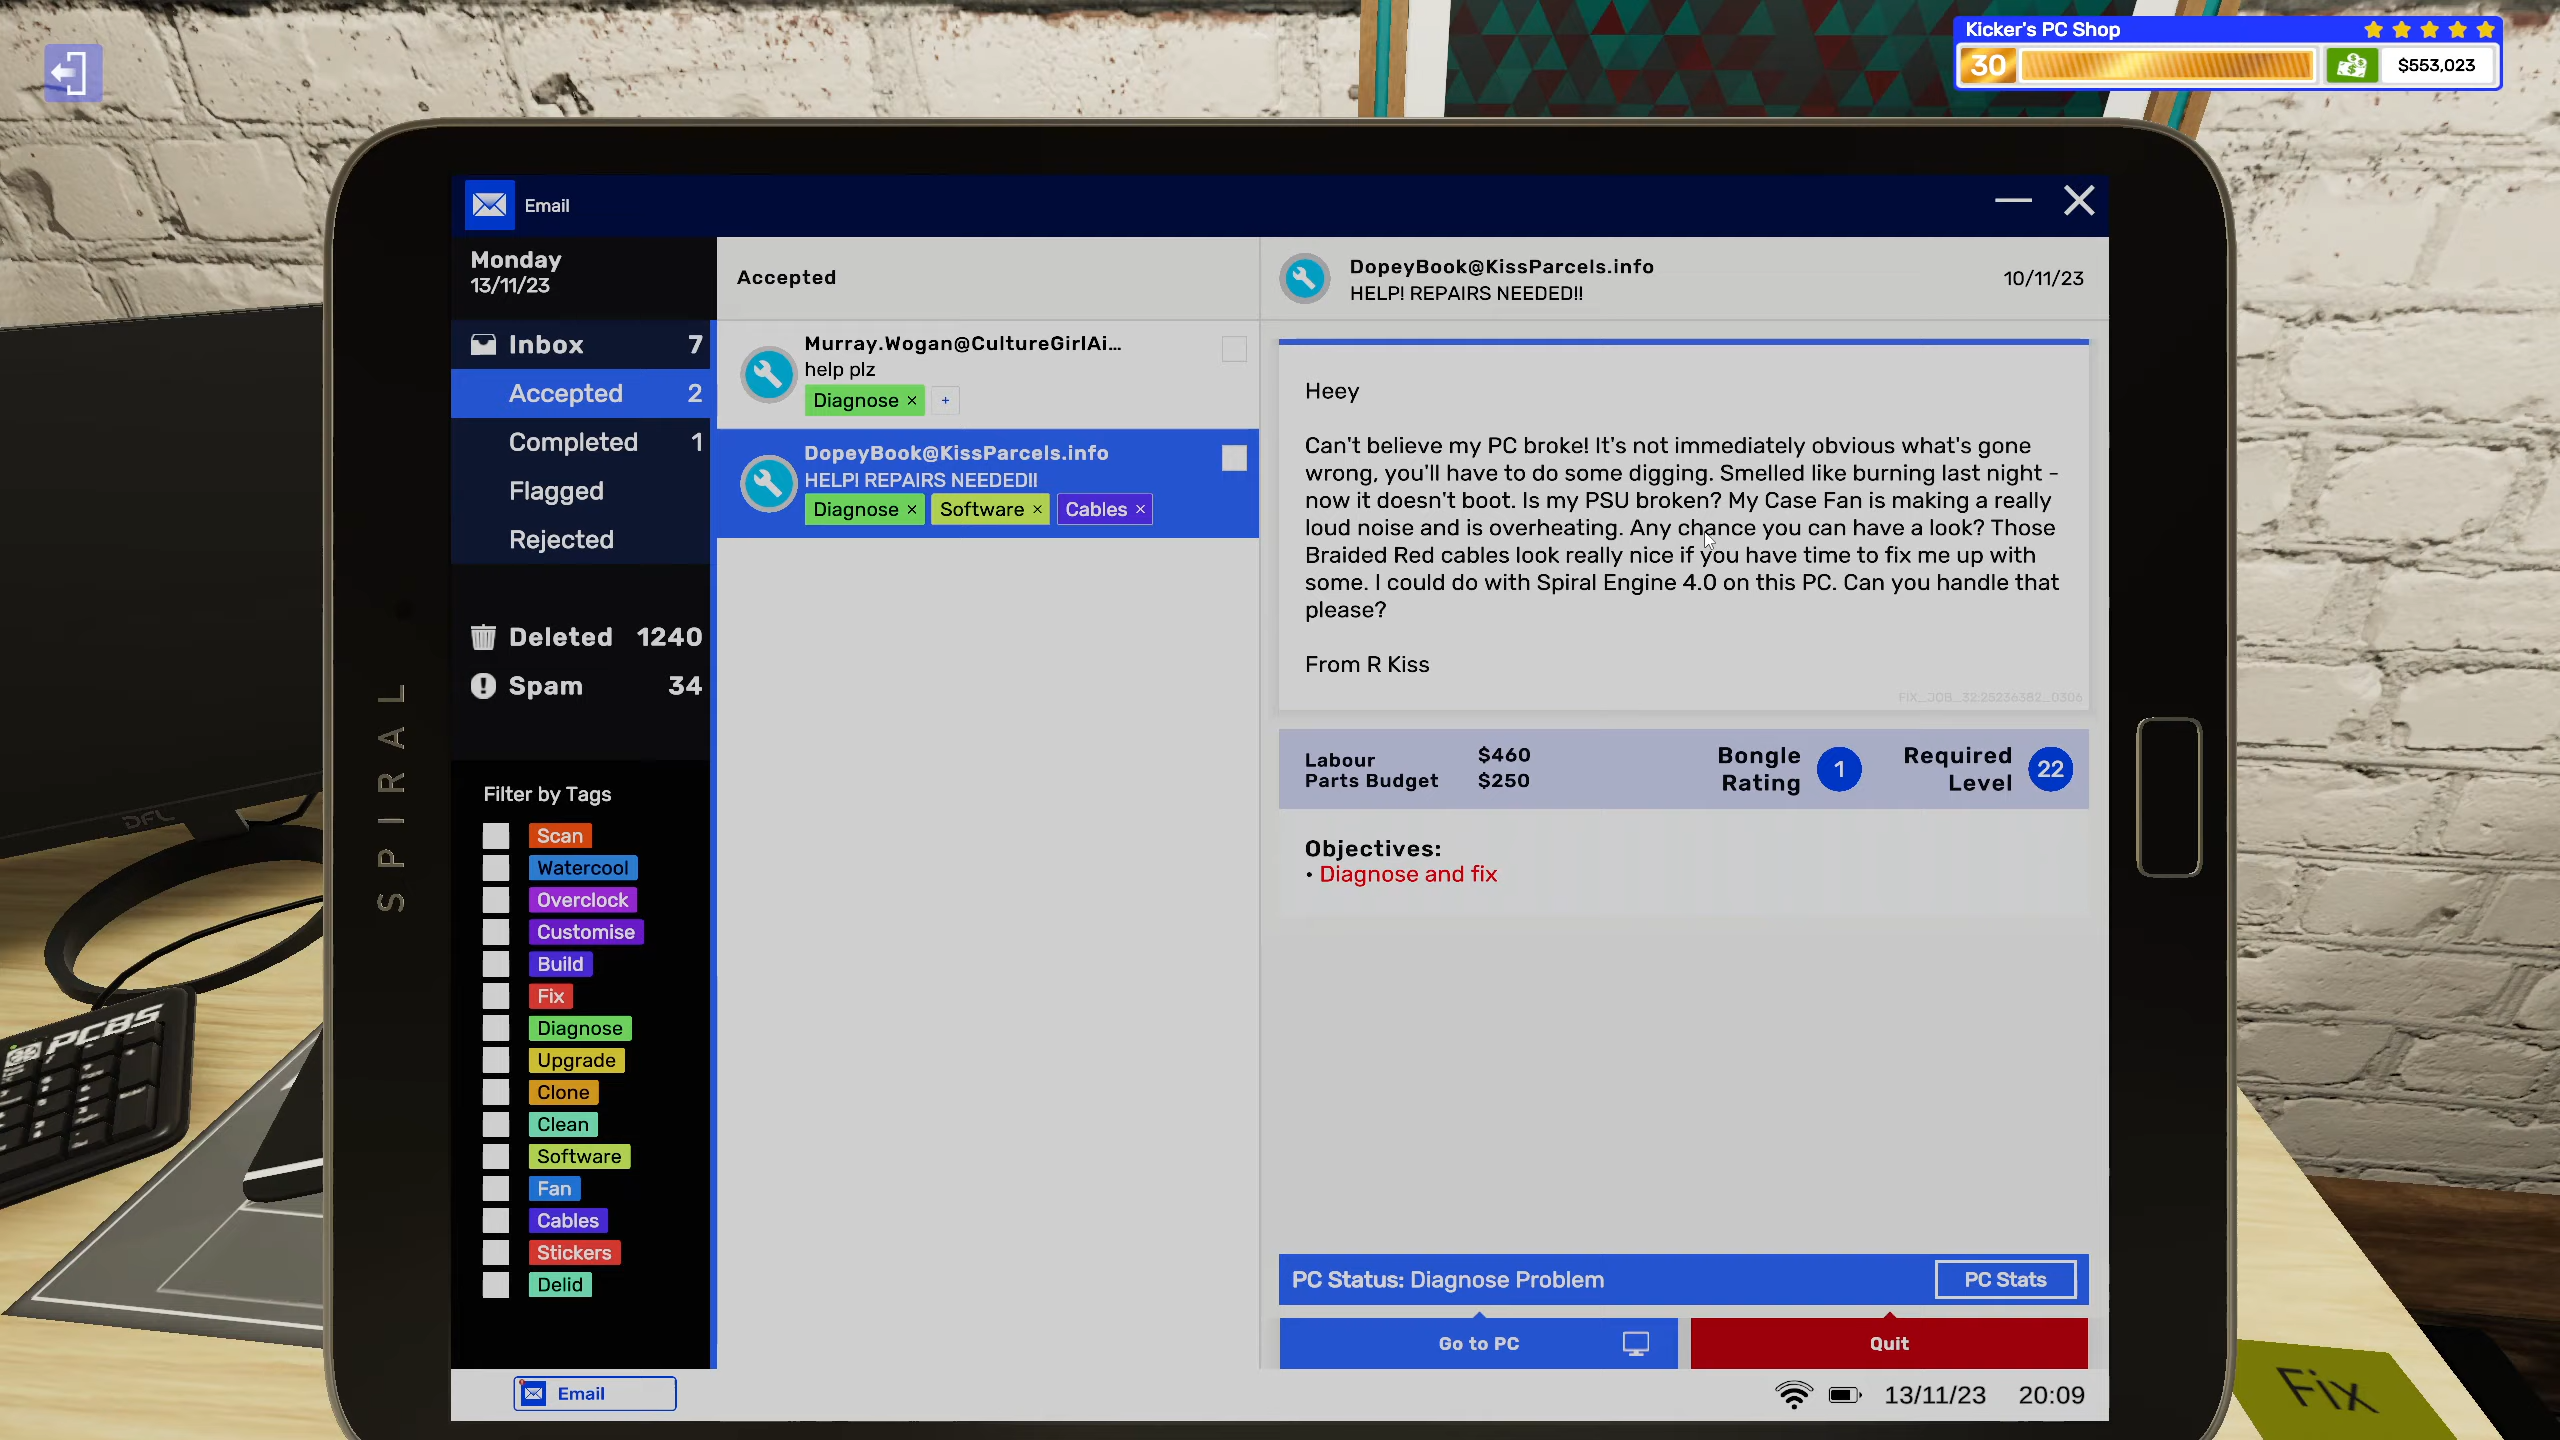 Kicker's PC Shop
30
$553,023
Email
Monday
13/11/23
Inbox 7
Accepted 2
Completed 1
Flagged
Rejected
Deleted 1240
Spam 34
Filter by Tags
Scan
Watercool
Overclock
Customise
Build
Fix
Diagnose
Upgrade
Clone
Clean
Software
Fan
Cables
Stickers
Delid
Accepted
Murray.Wogan@CultureGirlAi...
help plz
Diagnose × +
DopeyBook@KissParcels.info
HELP! REPAIRS NEEDED!!
Diagnose × Software × Cables ×
DopeyBook@KissParcels.info
HELP! REPAIRS NEEDED!!
10/11/23
Heey
Can't believe my PC broke! It's not immediately obvious what's gone
wrong, you'll have to do some digging. Smelled like burning last night -
now it doesn't boot. Is my PSU broken? My Case Fan is making a really
loud noise and is overheating. Any chance you can have a look? Those
Braided Red cables look really nice if you have time to fix me up with
some. I could do with Spiral Engine 4.0 on this PC. Can you handle that
please?
From R Kiss
FIX_JOB_32:25236382_0306
Labour $460
Parts Budget $250
Bongle
Rating 1
Required
Level 22
Objectives:
• Diagnose and fix
PC Status: Diagnose Problem
PC Stats
Go to PC
Quit
Email
13/11/23 20:09
SPIRAL
DFL
PCBS
Fix